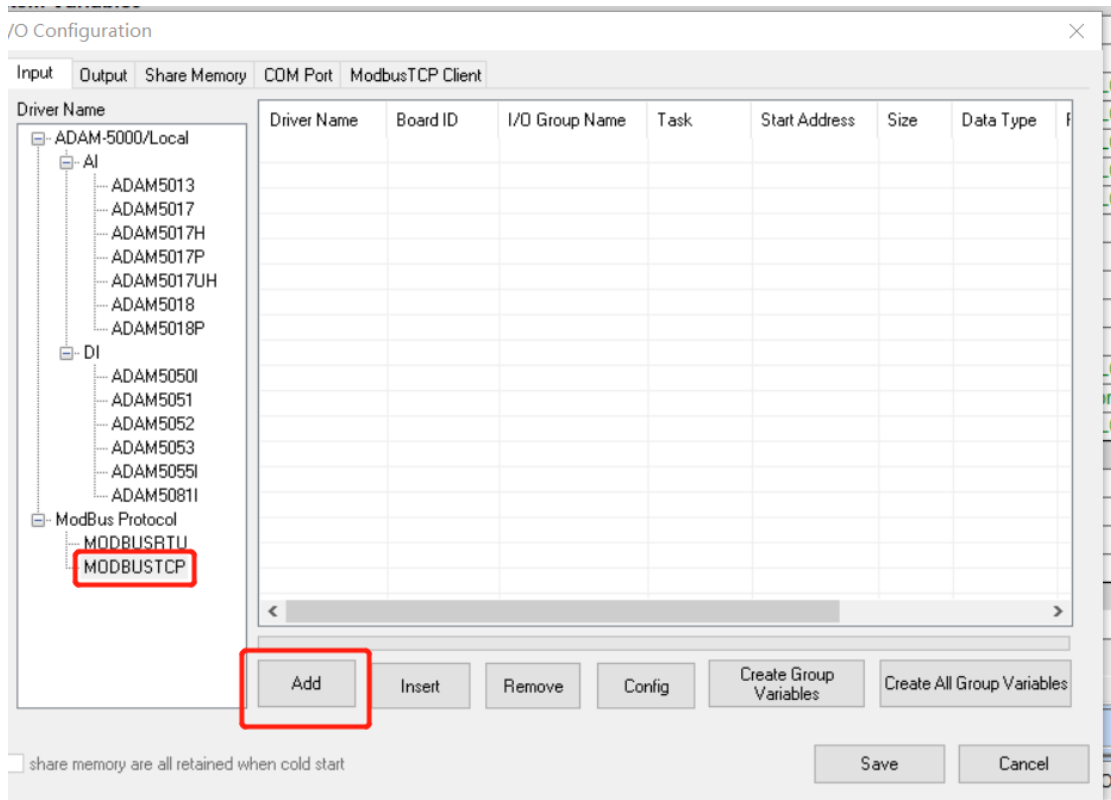 /O Configuration
Input Output Share Memory COM Port ModbusTCP Client
Driver Name
ADAM-5000/Local
AI
ADAM5013
ADAM5017
ADAM5017H
ADAM5017P
ADAM5017UH
ADAM5018
ADAM5018P
DI
ADAM5050I
ADAM5051
ADAM5052
ADAM5053
ADAM5055I
ADAM5081I
ModBus Protocol
MODBUSRTU
MODBUSTCP
Driver Name Board ID I/O Group Name Task Start Address Size Data Type
Add Insert Remove Config Create Group Variables Create All Group Variables
share memory are all retained when cold start
Save Cancel